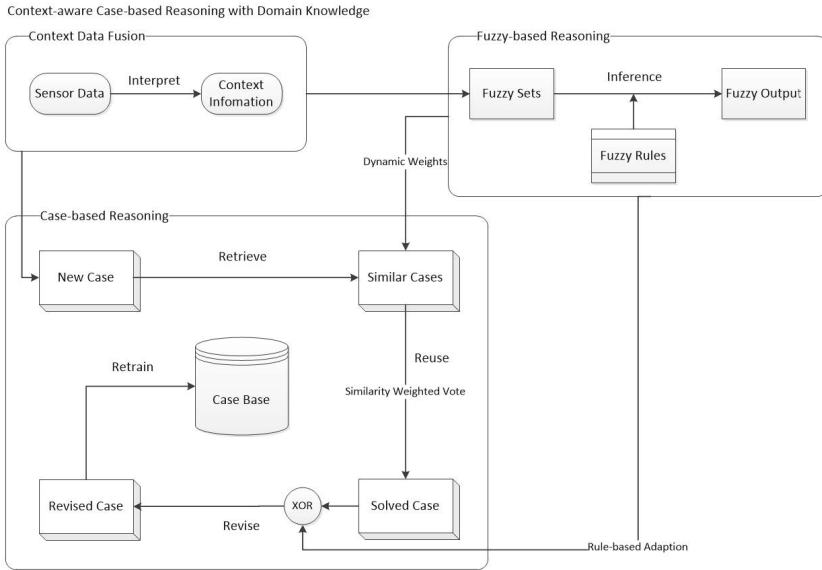 Context-aware Case-based Reasoning with Domain Knowledge
Context Data Fusion
Fuzzy-based Reasoning
Sensor Data
Interpret
Context
Infomation
Fuzzy Sets
Inference
Fuzzy Output
Fuzzy Rules
Dynamic Weights
Case-based Reasoning
New Case
Retrieve
Similar Cases
Reuse
Similarity Weighted Vote
Retrain
Case Base
Revised Case
Revise
XOR
Solved Case
Rule-based Adaption